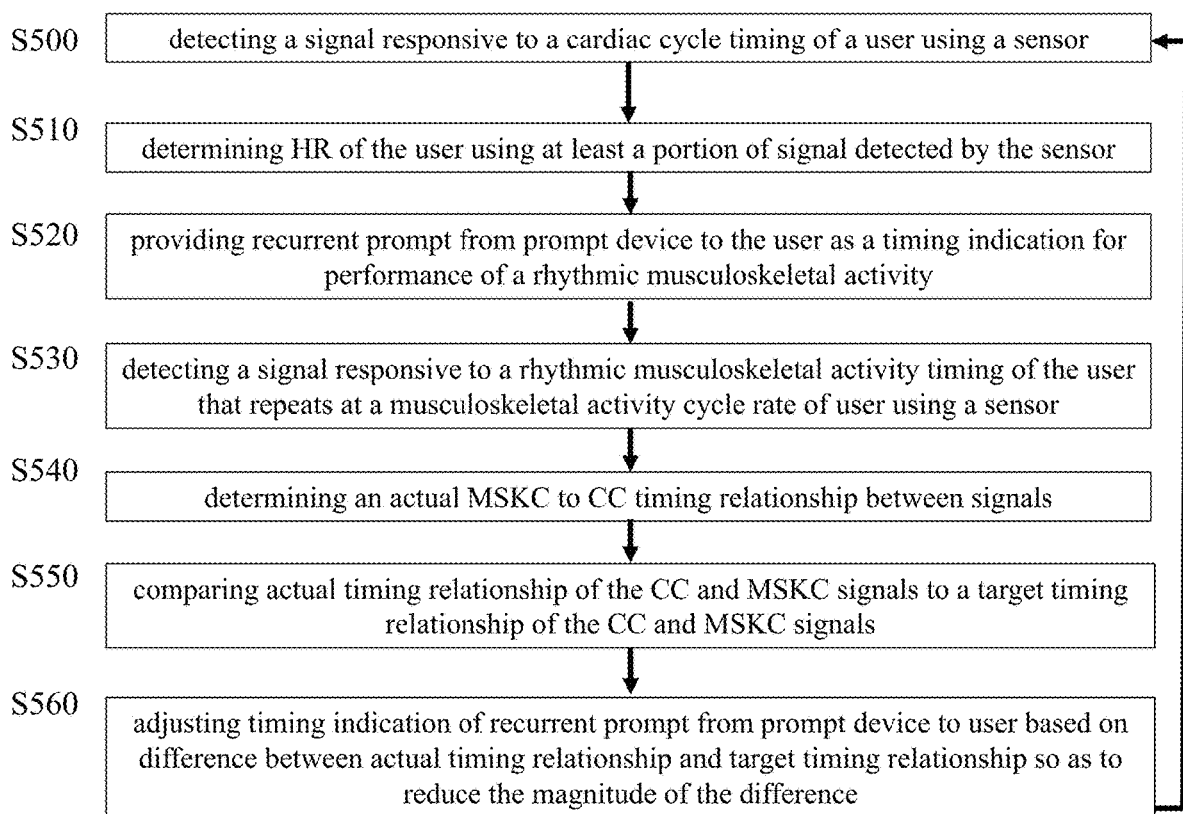 S500
detecting a signal responsive to a cardiac cycle timing of a user using a sensor
S510
determining HR of the user using at least a portion of signal detected by the sensor
S520
providing recurrent prompt from prompt device to the user as a timing indication for
performance of a rhythmic musculoskeletal activity
S530
detecting a signal responsive to a rhythmic musculoskeletal activity timing of the user
that repeats at a musculoskeletal activity cycle rate of user using a sensor
S540
determining an actual MSKC to CC timing relationship between signals
S550
comparing actual timing relationship of the CC and MSKC signals to a target timing
relationship of the CC and MSKC signals
S560
adjusting timing indication of recurrent prompt from prompt device to user based on
difference between actual timing relationship and target timing relationship so as to
reduce the magnitude of the difference